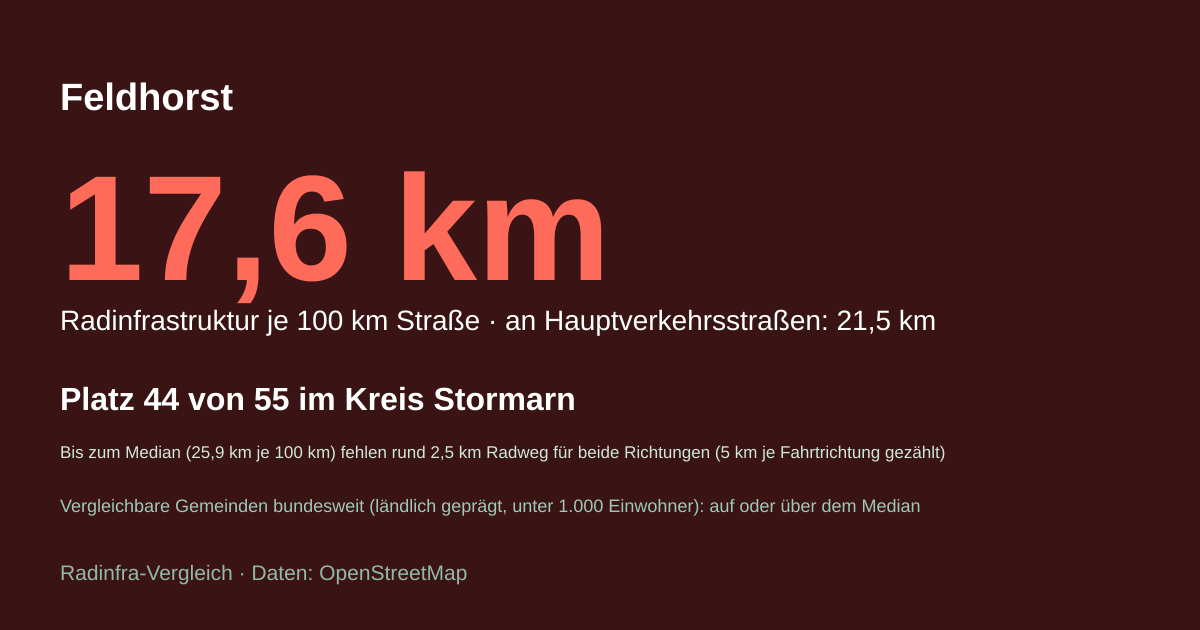 Feldhorst
17,6 km
Radinfrastruktur je 100 km Straße · an Hauptverkehrsstraßen: 21,5 km
Platz 44 von 55 im Kreis Stormarn
Bis zum Median (25,9 km je 100 km) fehlen rund 2,5 km Radweg für beide Richtungen (5 km je Fahrtrichtung gezählt)
Vergleichbare Gemeinden bundesweit (ländlich geprägt, unter 1.000 Einwohner): auf oder über dem Median
Radinfra-Vergleich · Daten: OpenStreetMap